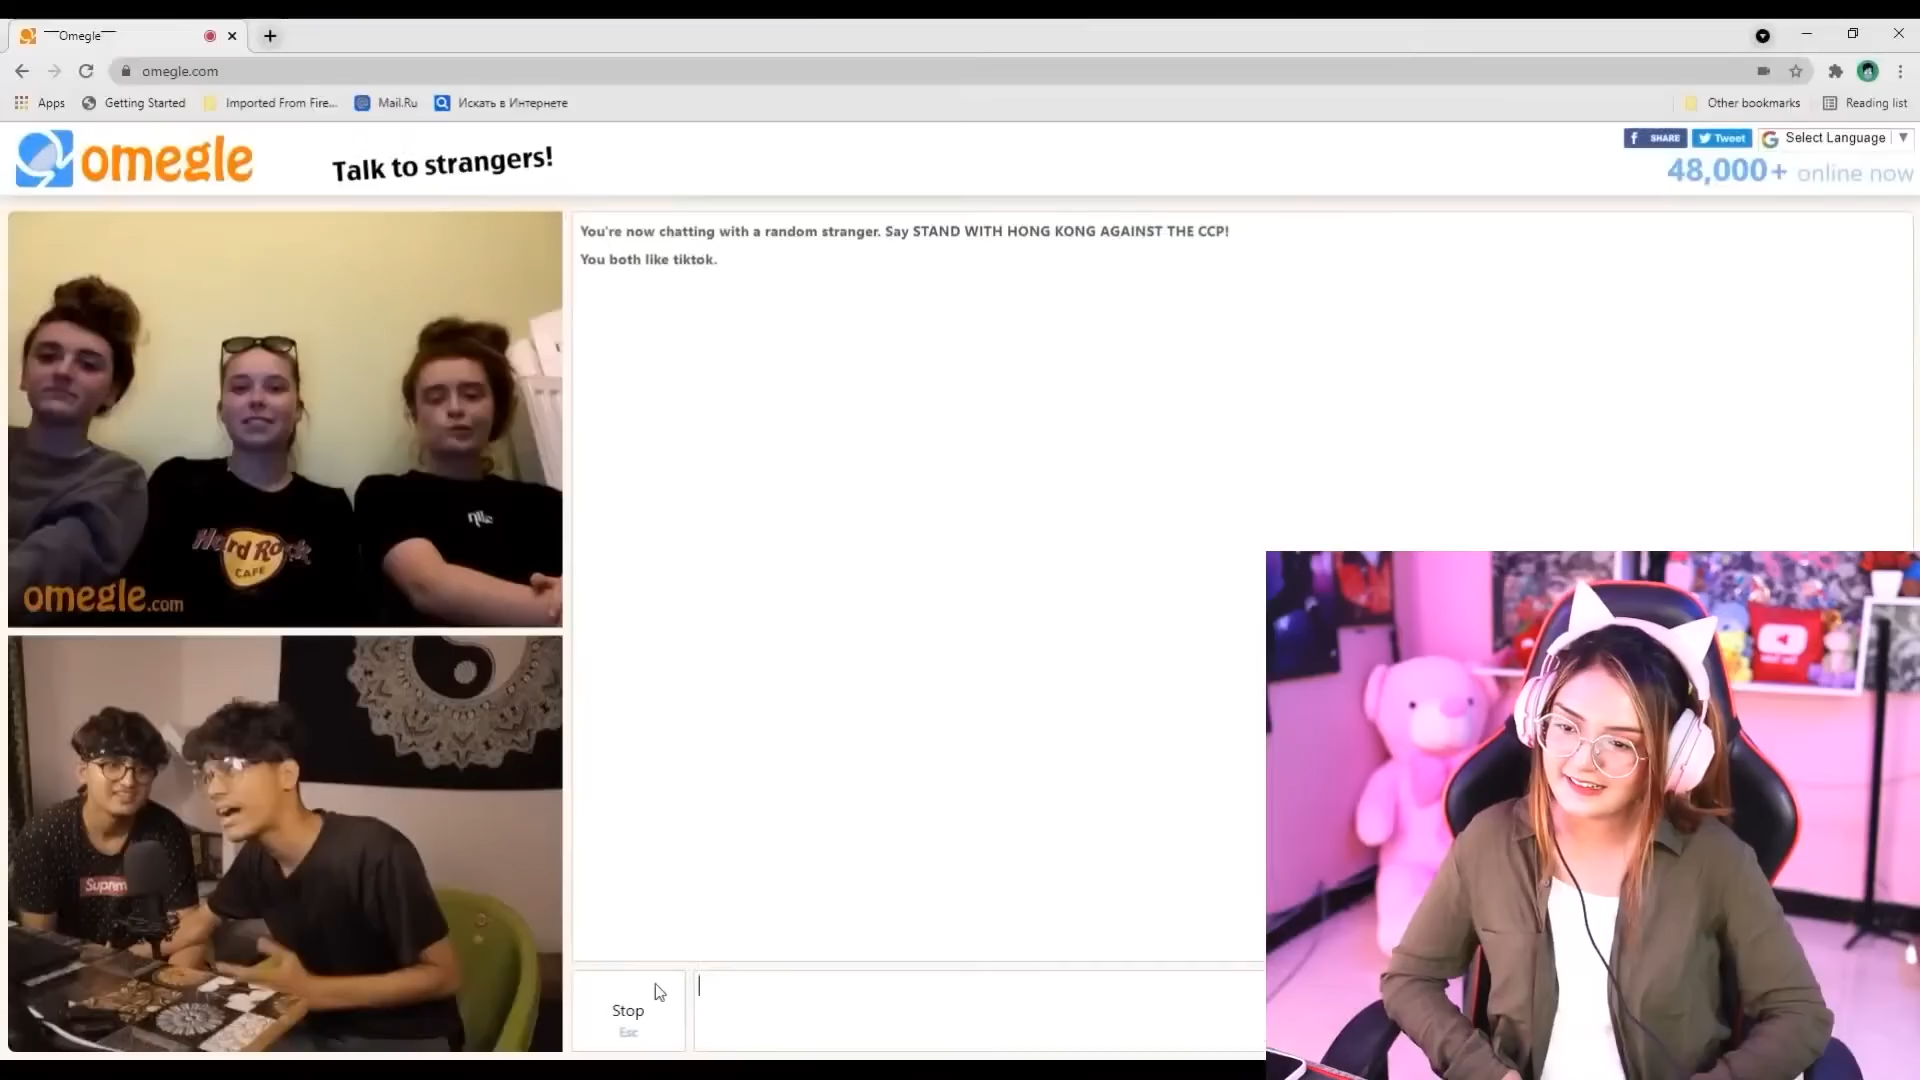 Omegle
omegle.com
Apps
Getting Started
Imported From Fire...
Mail.Ru
Искать в Интернете
Other bookmarks
Reading list
omegle
Talk to strangers!
SHARE
Tweet
Select Language
48,000+ online now
You're now chatting with a random stranger. Say STAND WITH HONG KONG AGAINST THE CCP!
You both like tiktok.
Hard Rock
CAFE
omegle.com
Suprem
Stop
Esc